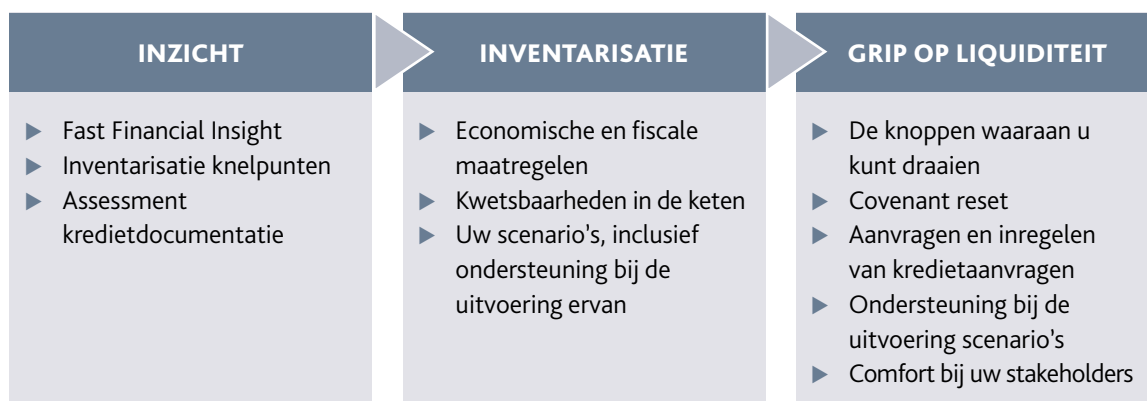 INZICHT
▶ Fast Financial Insight
▶ Inventarisatie knelpunten
▶ Assessment
kredietdocumentatie
INVENTARISATIE
▶ Economische en fiscale
maatregelen
▶ Kwetsbaarheden in de keten
▶ Uw scenario's, inclusief
ondersteuning bij de
uitvoering ervan
GRIP OP LIQUIDITEIT
▶ De knoppen waaraan u
kunt draaien
▶ Covenant reset
▶ Aanvragen en inregelen
van kredietaanvragen
▶ Ondersteuning bij de
uitvoering scenario's
▶ Comfort bij uw stakeholders